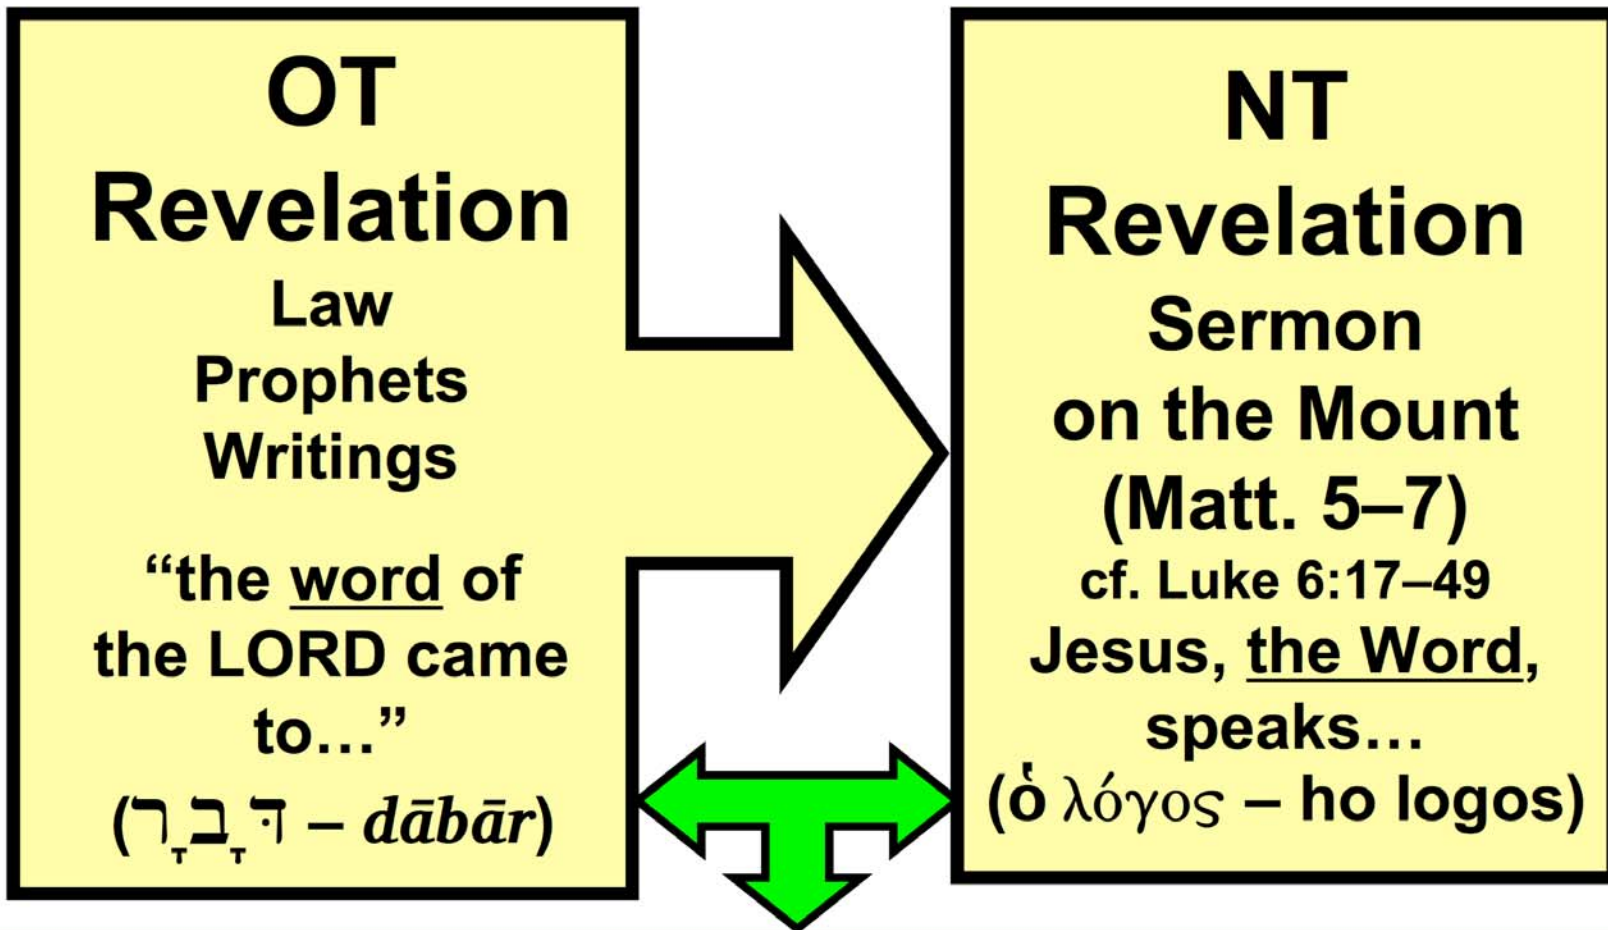 OT
Revelation
Law
Prophets
Writings
“the word of
the LORD came
to…”
(דָּבָר – dābār)
NT
Revelation
Sermon
on the Mount
(Matt. 5–7)
cf. Luke 6:17–49
Jesus, the Word,
speaks…
(ὁ λόγος – ho logos)